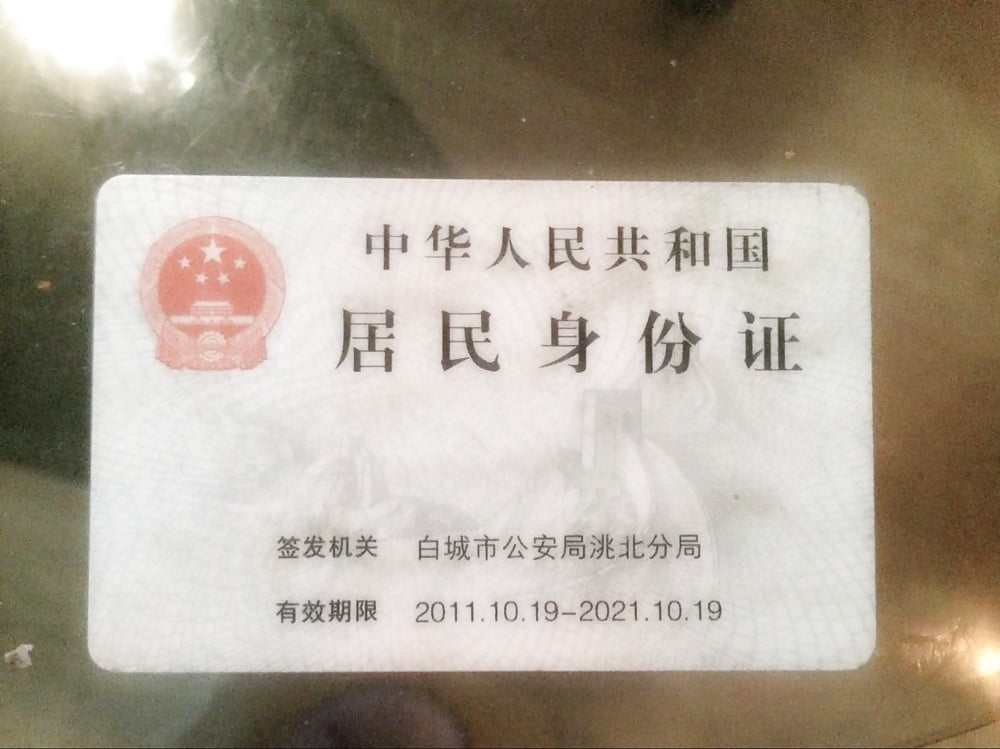 中华人民共和国
居民身份证
签发机关 白城市公安局洮北分局
有效期限 2011.10.19-2021.10.19